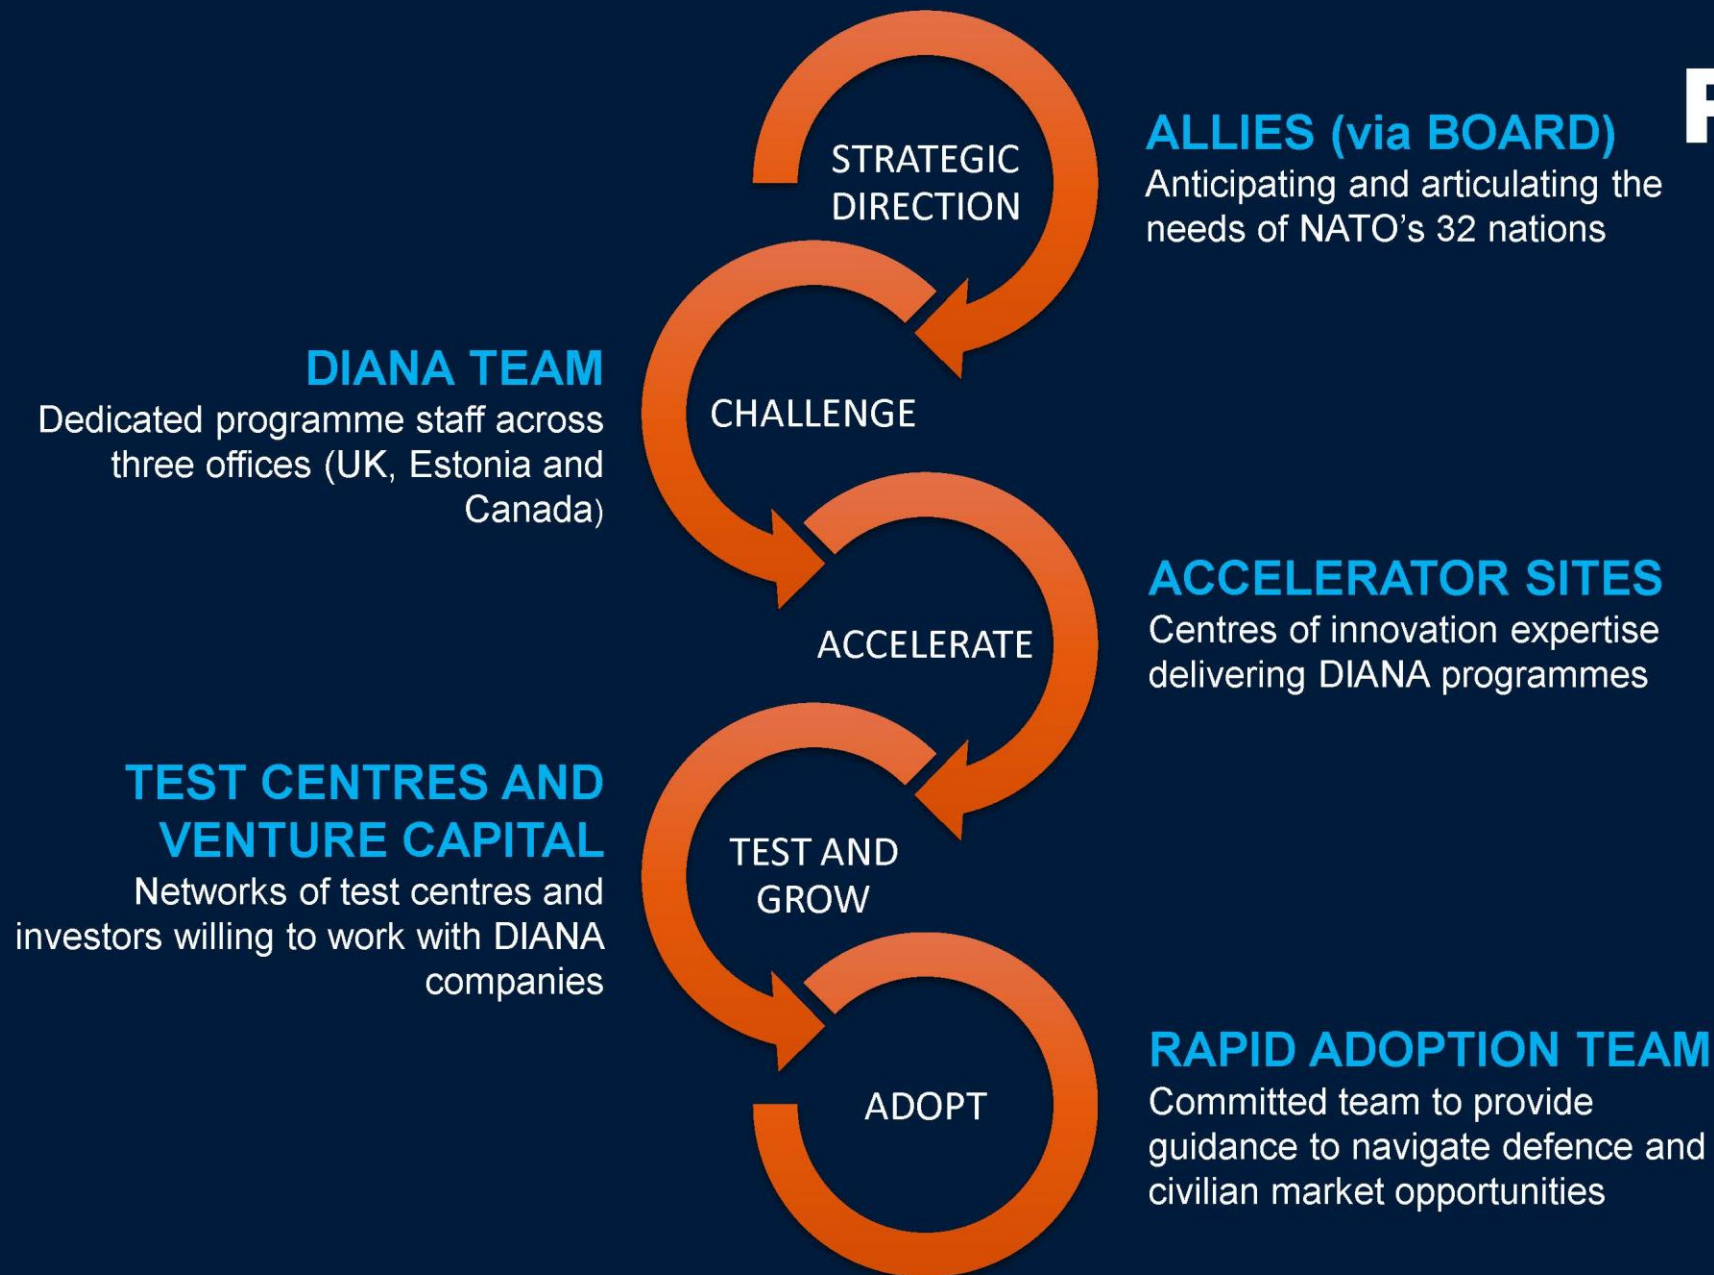 STRATEGIC
DIRECTION
ALLIES (via BOARD)
Anticipating and articulating the
needs of NATO’s 32 nations
DIANA TEAM
Dedicated programme staff across
three offices (UK, Estonia and
Canada)
CHALLENGE
ACCELERATE
ACCELERATOR SITES
Centres of innovation expertise
delivering DIANA programmes
TEST CENTRES AND
VENTURE CAPITAL
Networks of test centres and
investors willing to work with DIANA
companies
TEST AND
GROW
ADOPT
RAPID ADOPTION TEAM
Committed team to provide
guidance to navigate defence and
civilian market opportunities